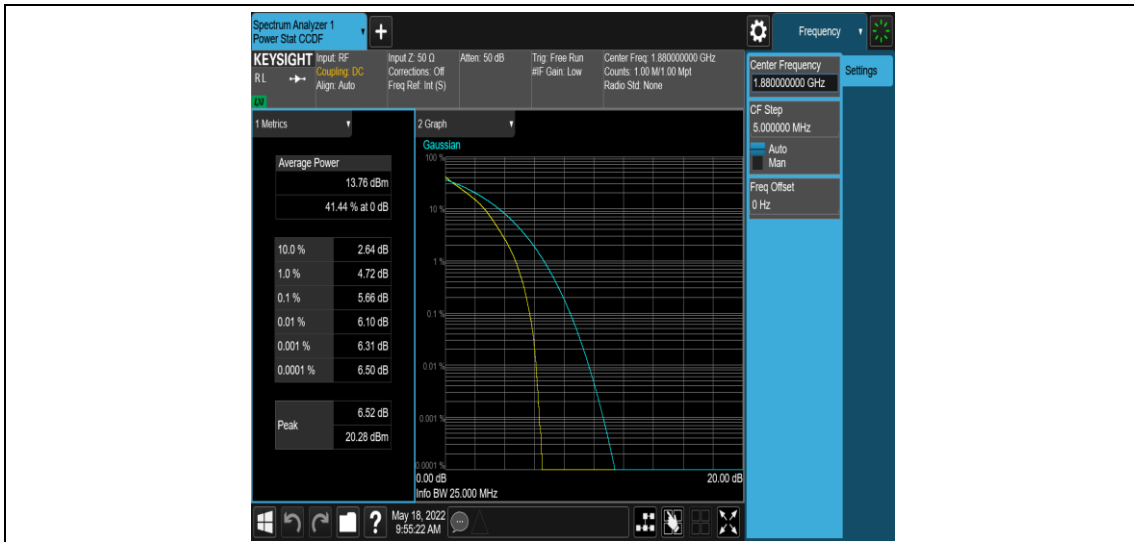 Spectrum Analyzer 1
Power Stat CCDF
+
Frequency
KEYSIGHT
RL
LXI
Input: RF
Coupling: DC
Align: Auto
Input Z: 50 Ω
Corrections: Off
Freq Ref: Int (S)
Atten: 50 dB
Trig: Free Run
#IF Gain: Low
Center Freq: 1.880000000 GHz
Counts: 1.00 M/1.00 Mpt
Radio Std: None
Center Frequency
1.880000000 GHz
Settings
CF Step
5.000000 MHz
Auto
Man
Freq Offset
0 Hz
1 Metrics
Average Power
13.76 dBm
41.44 % at 0 dB
10.0 % 2.64 dB
1.0 % 4.72 dB
0.1 % 5.66 dB
0.01 % 6.10 dB
0.001 % 6.31 dB
0.0001 % 6.50 dB
Peak
6.52 dB
20.28 dBm
2 Graph
Gaussian
100 %
10 %
1 %
0.1 %
0.01 %
0.001 %
0.0001 %
0.00 dB 20.00 dB
Info BW 25.000 MHz
?
May 18, 2022
9:55:22 AM